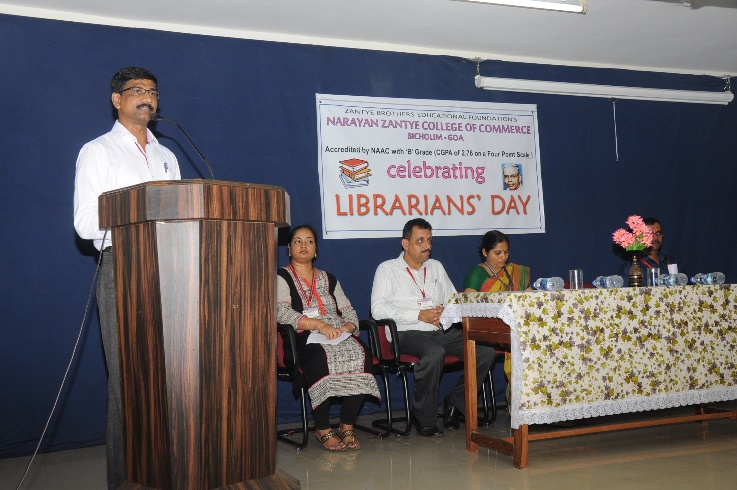 ZANTYE BROTHERS EDUCATIONAL FOUNDATION'S
NARAYAN ZANTYE COLLEGE OF COMMERCE
BICHOLIM - GOA
Accredited by NAAC with 'B' Grade (CGPA of 2.76 on a Four Point Scale )
celebrating
LIBRARIANS' DAY